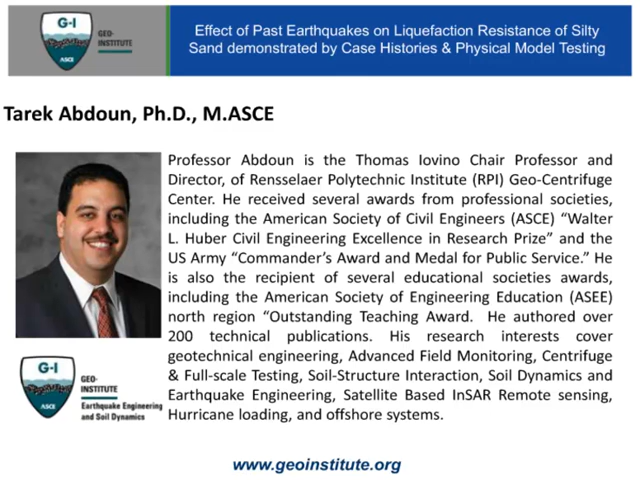 G-I
ASCE
GEO-
INSTITUTE
Effect of Past Earthquakes on Liquefaction Resistance of Silty
Sand demonstrated by Case Histories & Physical Model Testing
Tarek Abdoun, Ph.D., M.ASCE
Professor Abdoun is the Thomas Iovino Chair Professor and
Director, of Rensselaer Polytechnic Institute (RPI) Geo-Centrifuge
Center. He received several awards from professional societies,
including the American Society of Civil Engineers (ASCE) “Walter
L. Huber Civil Engineering Excellence in Research Prize” and the
US Army “Commander’s Award and Medal for Public Service.” He
is also the recipient of several educational societies awards,
including the American Society of Engineering Education (ASEE)
north region “Outstanding Teaching Award. He authored over
200 technical publications. His research interests cover
geotechnical engineering, Advanced Field Monitoring, Centrifuge
& Full-scale Testing, Soil-Structure Interaction, Soil Dynamics and
Earthquake Engineering, Satellite Based InSAR Remote sensing,
Hurricane loading, and offshore systems.
G-I
ASCE
GEO-
INSTITUTE
Earthquake Engineering
and Soil Dynamics
www.geoinstitute.org